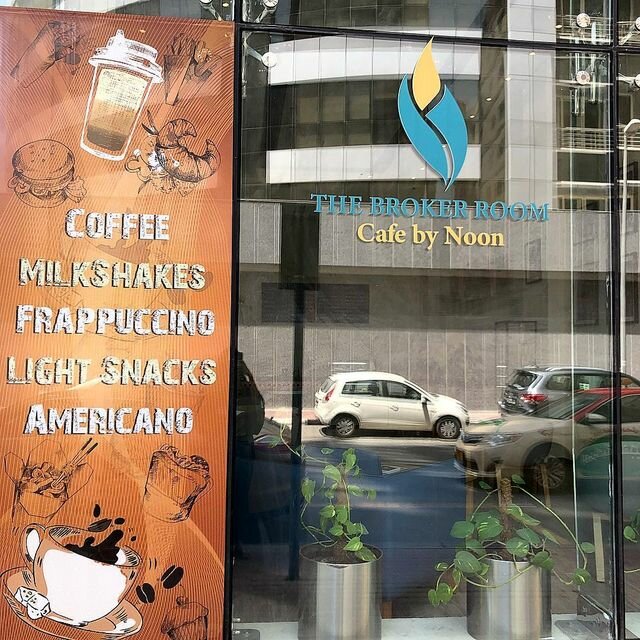 COFFEE
MILKSHAKES
FRAPPUCCINO
LIGHT SNACKS
AMERICANO
THE BROKER ROOM
Cafe by Noon